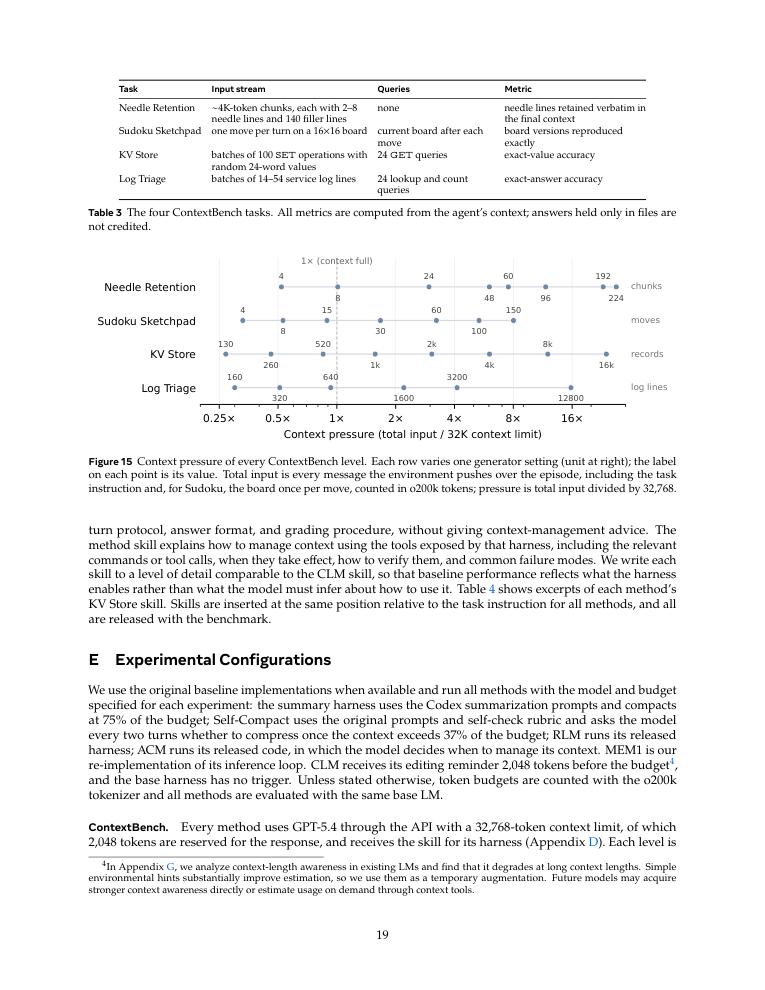 Task Input stream Queries Metric
Needle Retention ~4K-token chunks, each with 2–8 none needle lines retained verbatim in
needle lines and 140 filler lines the final context
Sudoku Sketchpad one move per turn on a 16×16 board current board after each board versions reproduced
move exactly
KV Store batches of 100 SET operations with 24 GET queries exact-value accuracy
random 24-word values
Log Triage batches of 14–54 service log lines 24 lookup and count exact-answer accuracy
queries
Table 3 The four ContextBench tasks. All metrics are computed from the agent's context; answers held only in files are
not credited.
1× (context full)
4 24 60 192
Needle Retention chunks
8 48 96 224
4 15 60 150
Sudoku Sketchpad moves
8 30 100
130 520 2k 8k
KV Store records
260 1k 4k 16k
160 640 3200
Log Triage log lines
320 1600 12800
0.25× 0.5× 1× 2× 4× 8× 16×
Context pressure (total input / 32K context limit)
Figure 15 Context pressure of every ContextBench level. Each row varies one generator setting (unit at right); the label
on each point is its value. Total input is every message the environment pushes over the episode, including the task
instruction and, for Sudoku, the board once per move, counted in o200k tokens; pressure is total input divided by 32,768.
turn protocol, answer format, and grading procedure, without giving context-management advice. The
method skill explains how to manage context using the tools exposed by that harness, including the relevant
commands or tool calls, when they take effect, how to verify them, and common failure modes. We write each
skill to a level of detail comparable to the CLM skill, so that baseline performance reflects what the harness
enables rather than what the model must infer about how to use it. Table 4 shows excerpts of each method's
KV Store skill. Skills are inserted at the same position relative to the task instruction for all methods, and all
are released with the benchmark.
E Experimental Configurations
We use the original baseline implementations when available and run all methods with the model and budget
specified for each experiment: the summary harness uses the Codex summarization prompts and compacts
at 75% of the budget; Self-Compact uses the original prompts and self-check rubric and asks the model
every two turns whether to compress once the context exceeds 37% of the budget; RLM runs its released
harness; ACM runs its released code, in which the model decides when to manage its context. MEM1 is our
re-implementation of its inference loop. CLM receives its editing reminder 2,048 tokens before the budget4,
and the base harness has no trigger. Unless stated otherwise, token budgets are counted with the o200k
tokenizer and all methods are evaluated with the same base LM.
ContextBench. Every method uses GPT-5.4 through the API with a 32,768-token context limit, of which
2,048 tokens are reserved for the response, and receives the skill for its harness (Appendix D). Each level is
4In Appendix G, we analyze context-length awareness in existing LMs and find that it degrades at long context lengths. Simple
environmental hints substantially improve estimation, so we use them as a temporary augmentation. Future models may acquire
stronger context awareness directly or estimate usage on demand through context tools.
19